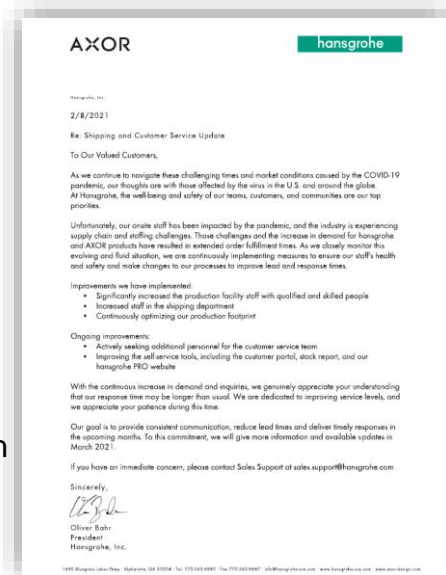 AXOR
hansgrohe
Hansgrohe, Inc.
2/8/2021
Re: Shipping and Customer Service Update
To Our Valued Customers,
As we continue to navigate these challenging times and market conditions caused by the COVID-19
pandemic, our thoughts are with those affected by the virus in the U.S. and around the globe.
At Hansgrohe, the well-being and safety of our teams, customers, and communities are our top
priorities.
Unfortunately, our onsite staff has been impacted by the pandemic, and the industry is experiencing
supply chain and staffing challenges. Those challenges and the increase in demand for hansgrohe
and AXOR products have resulted in extended order fulfillment times. As we closely monitor this
evolving and fluid situation, we are continuously implementing measures to ensure our staff's health
and safety and make changes to our processes to improve lead and response times.
Improvements we have implemented:
• Significantly increased the production facility staff with qualified and skilled people
• Increased staff in the shipping department
• Continuously optimizing our production footprint
Ongoing improvements:
• Actively seeking additional personnel for the customer service team
• Improving the self-service tools, including the customer portal, stock report, and our
hansgrohe PRO website
With the continuous increase in demand and inquiries, we genuinely appreciate your understanding
that our response time may be longer than usual. We are dedicated to improving service levels, and
we appreciate your patience during this time.
n
Our goal is to provide consistent communication, reduce lead times and deliver timely responses in
the upcoming months. To this commitment, we will give more information and available updates in
March 2021.
If you have an immediate concern, please contact Sales Support at sales.support@hansgrohe.com
Sincerely,
Oliver Bahr
President
Hansgrohe, Inc.